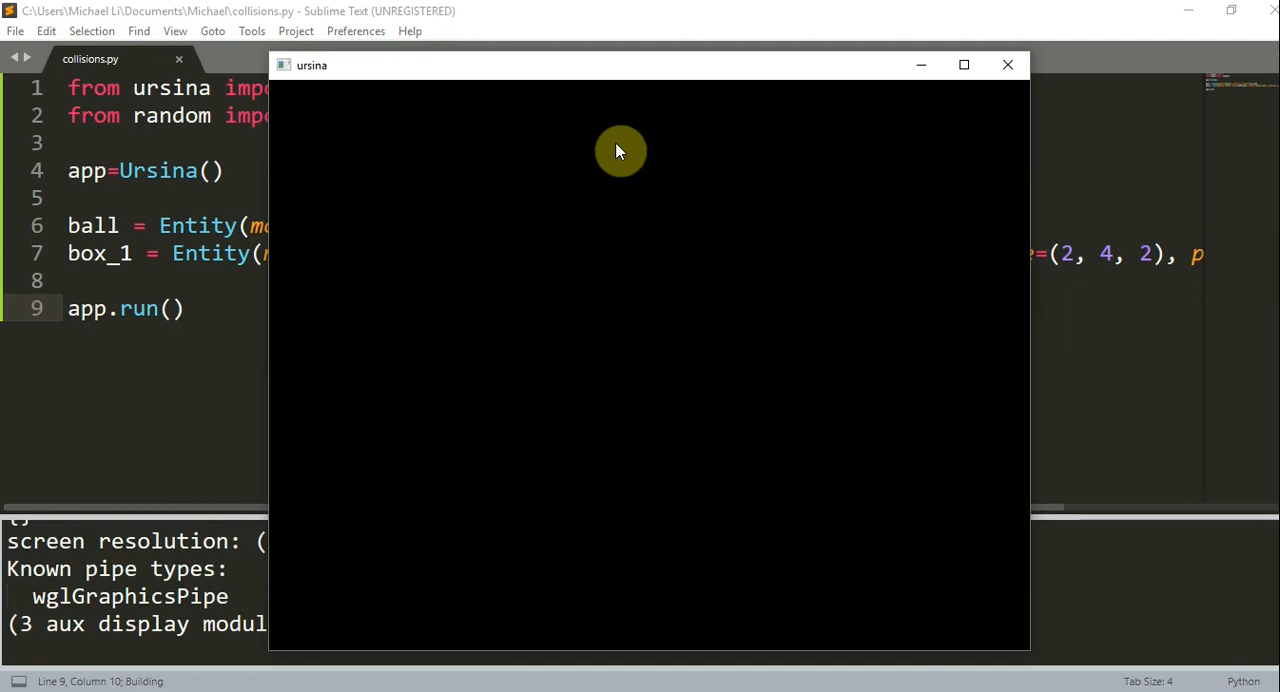 C:\Users\Michael Li\Documents\Michael\collisions.py - Sublime Text (UNREGISTERED)
File Edit Selection Find View Goto Tools Project Preferences Help
collisions.py
ursina
1 from ursina impo
2 from random impo
3
4 app=Ursina()
5
6 ball = Entity(mo
7 box_1 = Entity( =(2, 4, 2), p
8
9 app.run()
screen resolution: (
Known pipe types:
wglGraphicsPipe
(3 aux display modul
Line 9, Column 10; Building Tab Size: 4 Python